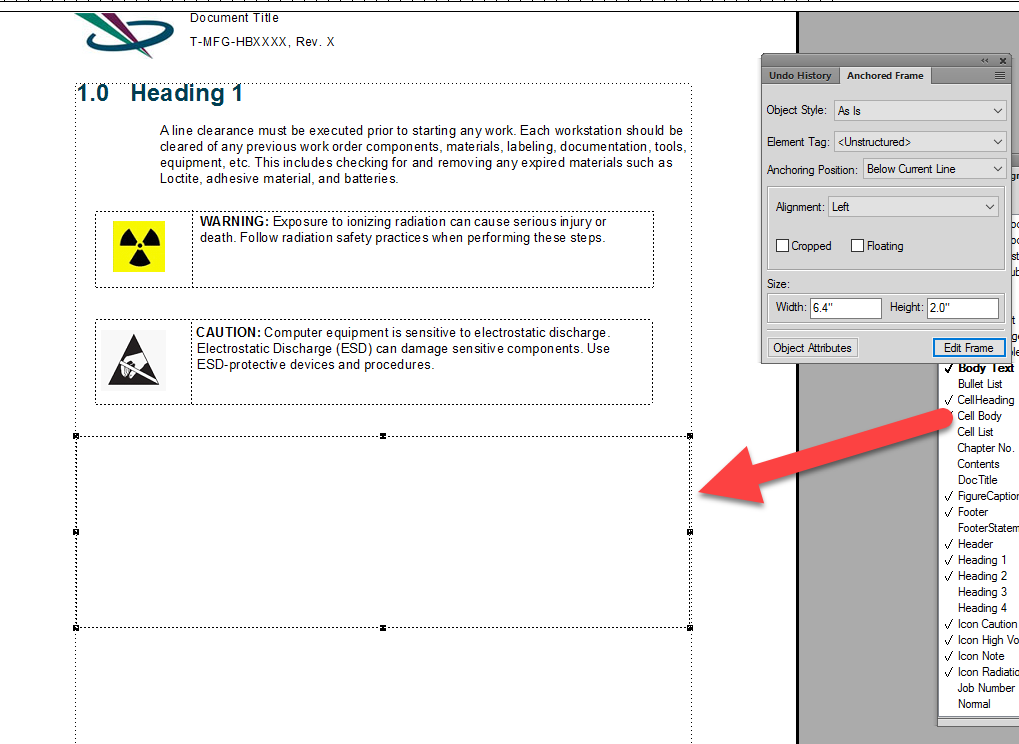 Document Title
T-MFG-HBXXXX, Rev. X
1.0 Heading 1
A line clearance must be executed prior to starting any work. Each workstation should be
cleared of any previous work order components, materials, labeling, documentation, tools,
equipment, etc. This includes checking for and removing any expired materials such as
Loctite, adhesive material, and batteries.
WARNING: Exposure to ionizing radiation can cause serious injury or
death. Follow radiation safety practices when performing these steps.
CAUTION: Computer equipment is sensitive to electrostatic discharge.
Electrostatic Discharge (ESD) can damage sensitive components. Use
ESD-protective devices and procedures.
Undo History Anchored Frame
Object Style: As Is
Element Tag: <Unstructured>
Anchoring Position: Below Current Line
Alignment: Left
Cropped Floating
Size:
Width: 6.4" Height: 2.0"
Object Attributes Edit Frame
Body Text
Bullet List
CellHeading
Cell Body
Cell List
Chapter No.
Contents
DocTitle
FigureCaption
Footer
FooterStatem
Header
Heading 1
Heading 2
Heading 3
Heading 4
Icon Caution
Icon High Vo
Icon Note
Icon Radiatio
Job Number
Normal